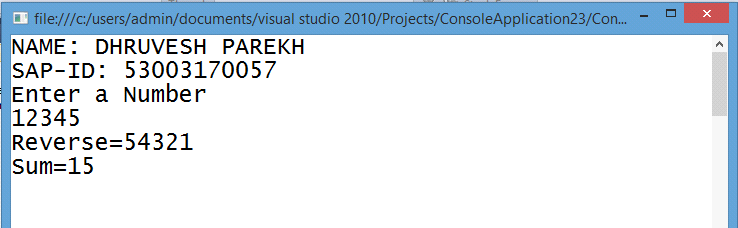 file:///c:/users/admin/documents/visual studio 2010/Projects/ConsoleApplication23/Con...
NAME: DHRUVESH PAREKH
SAP-ID: 53003170057
Enter a Number
12345
Reverse=54321
Sum=15